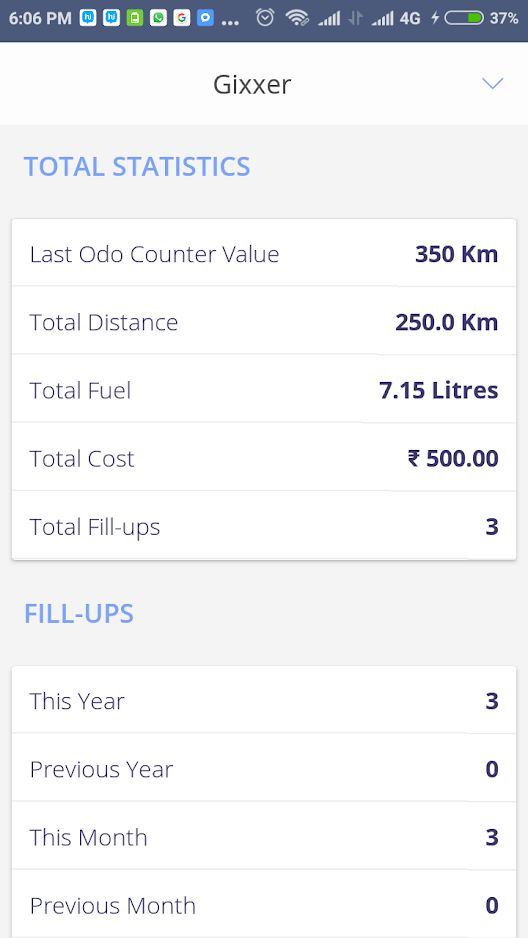 6:06 PM ... 4G 37%
Gixxer
TOTAL STATISTICS
Last Odo Counter Value 350 Km
Total Distance 250.0 Km
Total Fuel 7.15 Litres
Total Cost ₹ 500.00
Total Fill-ups 3
FILL-UPS
This Year 3
Previous Year 0
This Month 3
Previous Month 0